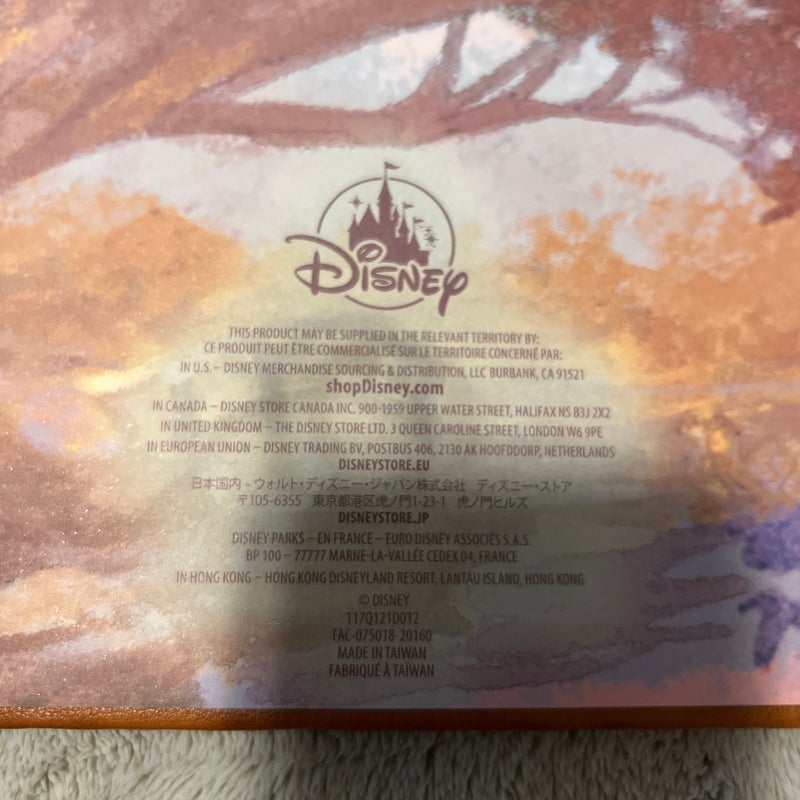 DISNEY
THIS PRODUCT MAY BE SUPPLIED IN THE RELEVANT TERRITORY BY:
CE PRODUIT PEUT ÊTRE COMMERCIALISÉ SUR LE TERRITOIRE CONCERNÉ PAR:
IN U.S. – DISNEY MERCHANDISE SOURCING & DISTRIBUTION, LLC BURBANK, CA 91521
shopDisney.com
IN CANADA – DISNEY STORE CANADA INC. 900-1959 UPPER WATER STREET, HALIFAX NS B3J 2X2
IN UNITED KINGDOM – THE DISNEY STORE LTD. 3 QUEEN CAROLINE STREET, LONDON W6 9PE
IN EUROPEAN UNION – DISNEY TRADING BV, POSTBUS 406, 2130 AK HOOFDDORP, NETHERLANDS
DISNEYSTORE.EU
日本国内 - ウォルト・ディズニー・ジャパン株式会社 ディズニー・ストア
〒105-6355 東京都港区虎ノ門1-23-1 虎ノ門ヒルズ
DISNEYSTORE.JP
DISNEY PARKS – EN FRANCE – EURO DISNEY ASSOCIÉS S.A.S.
BP 100 – 77777 MARNE-LA-VALLÉE CEDEX 04, FRANCE
IN HONG KONG – HONG KONG DISNEYLAND RESORT, LANTAU ISLAND, HONG KONG
© DISNEY
117Q121D012
FAC-075018-20160
MADE IN TAIWAN
FABRIQUÉ À TAÏWAN